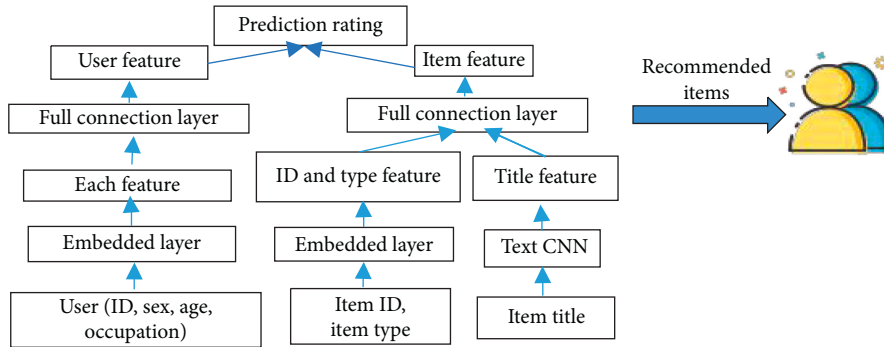 Prediction rating
User feature
Item feature
Recommended
items
Full connection layer
Full connection layer
Each feature
ID and type feature
Title feature
Embedded layer
Embedded layer
Text CNN
User (ID, sex, age,
occupation)
Item ID,
item type
Item title